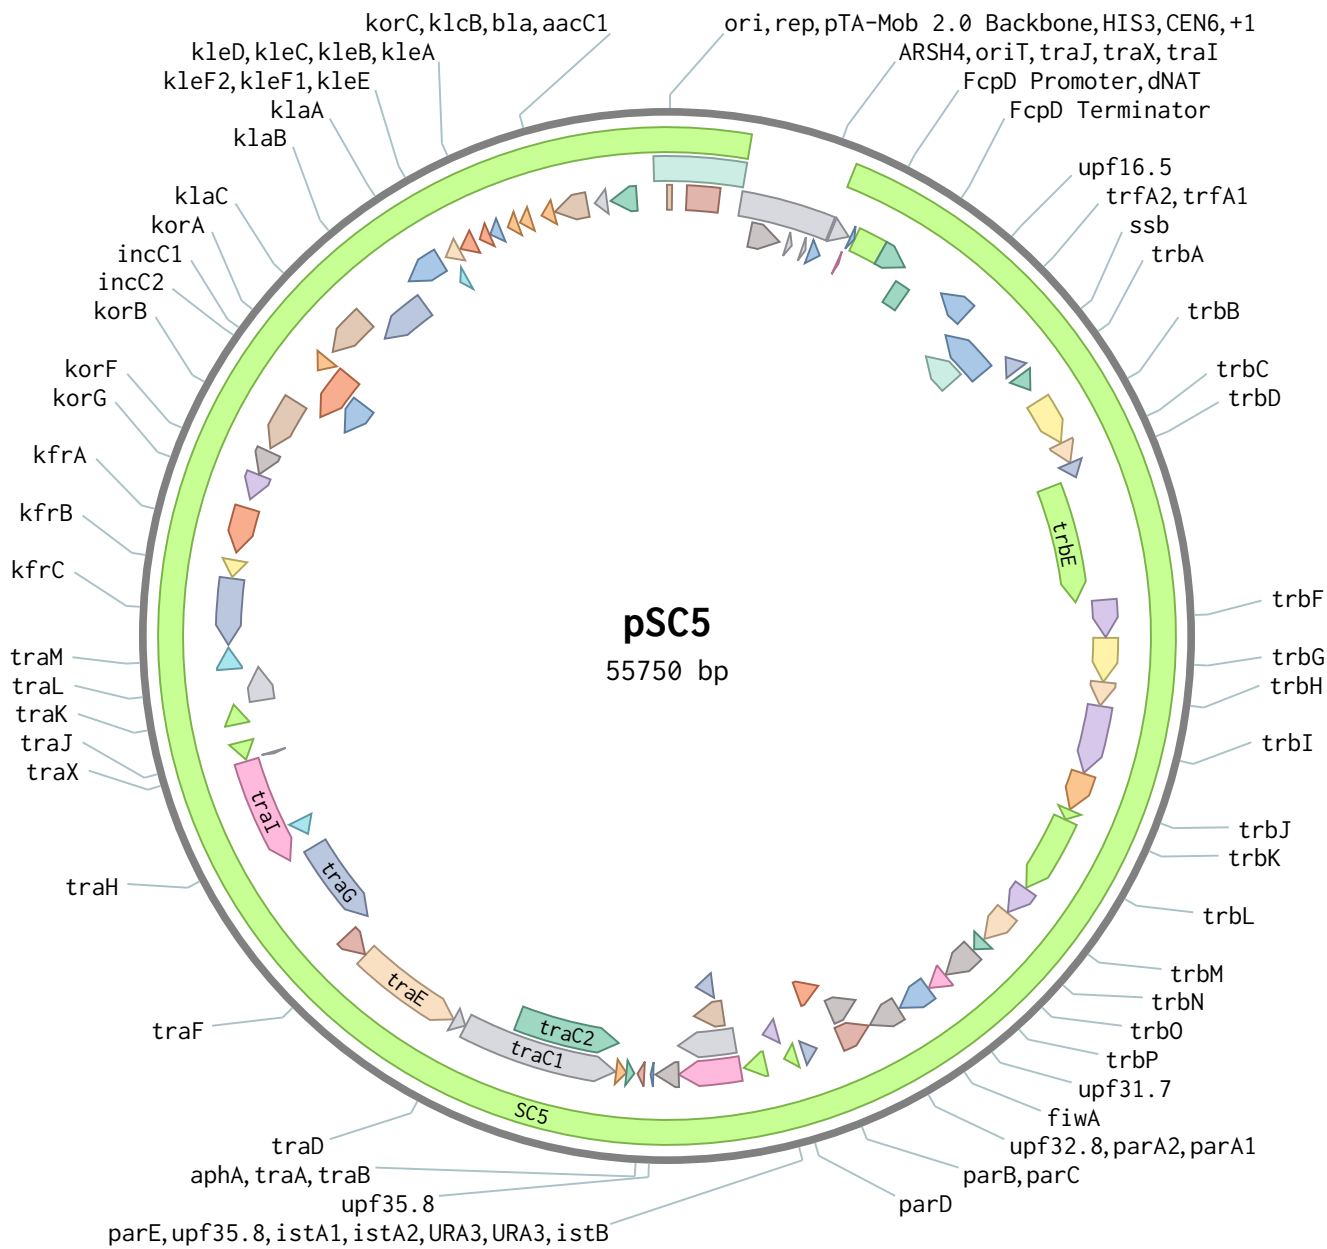 korC,klcB,bla,aacC1
kleD,kleC,kleB,kleA
kleF2,kleF1,kleE
klaA
klaB
klaC
korA
incC1
incC2
korB
korF
korG
kfrA
kfrB
kfrC
traM
traL
traK
traJ
traX
traH
traF
traD
aphA,traA,traB
upf35.8
parE,upf35.8,istA1,istA2,URA3,URA3,istB
ori,rep,pTA-Mob 2.0 Backbone,HIS3,CEN6,+1
ARSH4,oriT,traJ,traX,traI
FcpD Promoter,dNAT
FcpD Terminator
upf16.5
trfA2,trfA1
ssb
trbA
trbB
trbC
trbD
trbF
trbG
trbH
trbI
trbJ
trbK
trbL
trbM
trbN
trbO
trbP
upf31.7
fiwA
upf32.8,parA2,parA1
parB,parC
parD
trbE
traI
traG
traE
traC2
traC1
SC5
pSC5
55750 bp